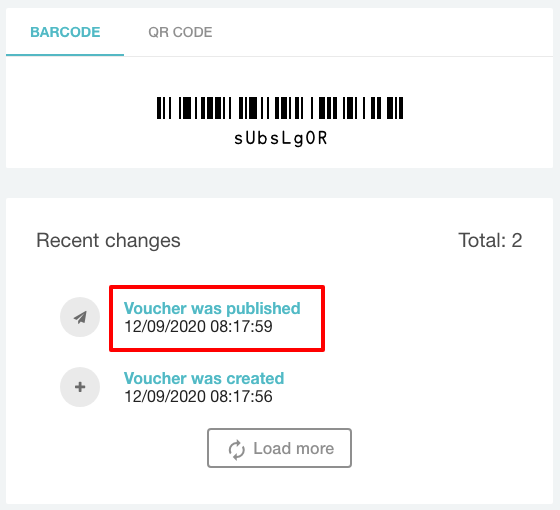 BARCODE QR CODE
sUbsLgOR
Recent changes Total: 2
Voucher was published
12/09/2020 08:17:59
Voucher was created
12/09/2020 08:17:56
Load more